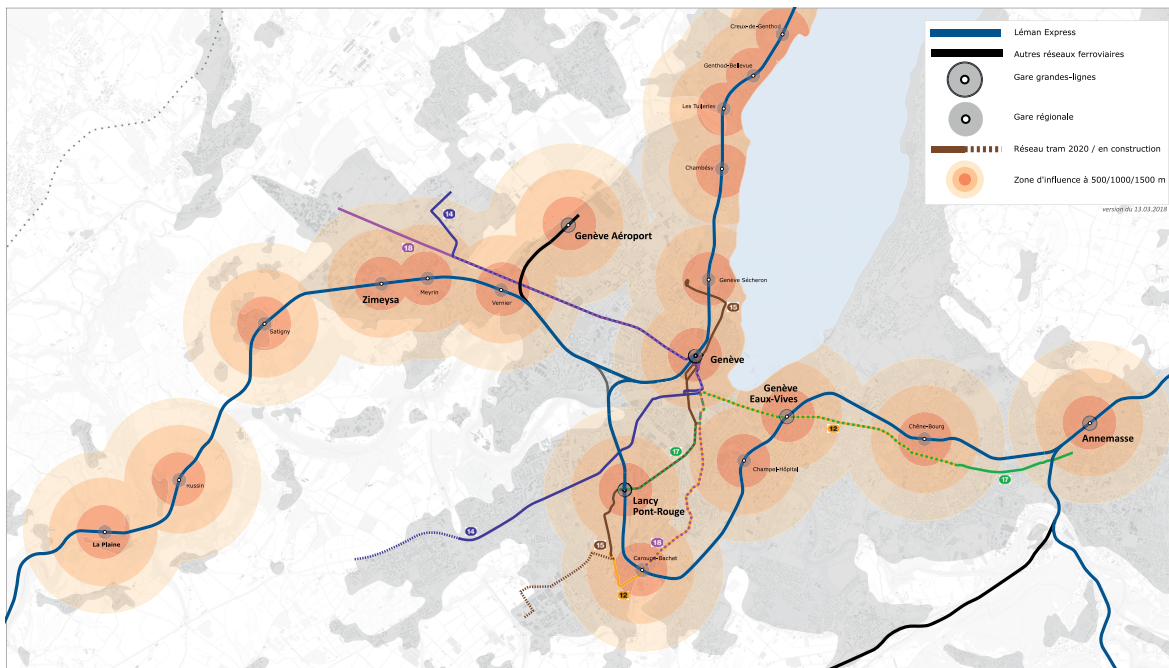 Creux-de-Genthod
Genthod-Bellevue
Les Tuileries
Chambésy
14
18
Genève Aéroport
Zimeysa
Meyrin
Vernier
Genève Sécheron
15
Satigny
Genève
Genève
Eaux-Vives
12
Chêne-Bourg
Annemasse
17
17
Champel-Hôpital
Russin
Lancy
Pont-Rouge
La Plaine
14
15
18
Carouge-Bachet
12
Léman Express
Autres réseaux ferroviaires
Gare grandes-lignes
Gare régionale
Réseau tram 2020 / en construction
Zone d'influence à 500/1000/1500 m
version du 13.03.2018